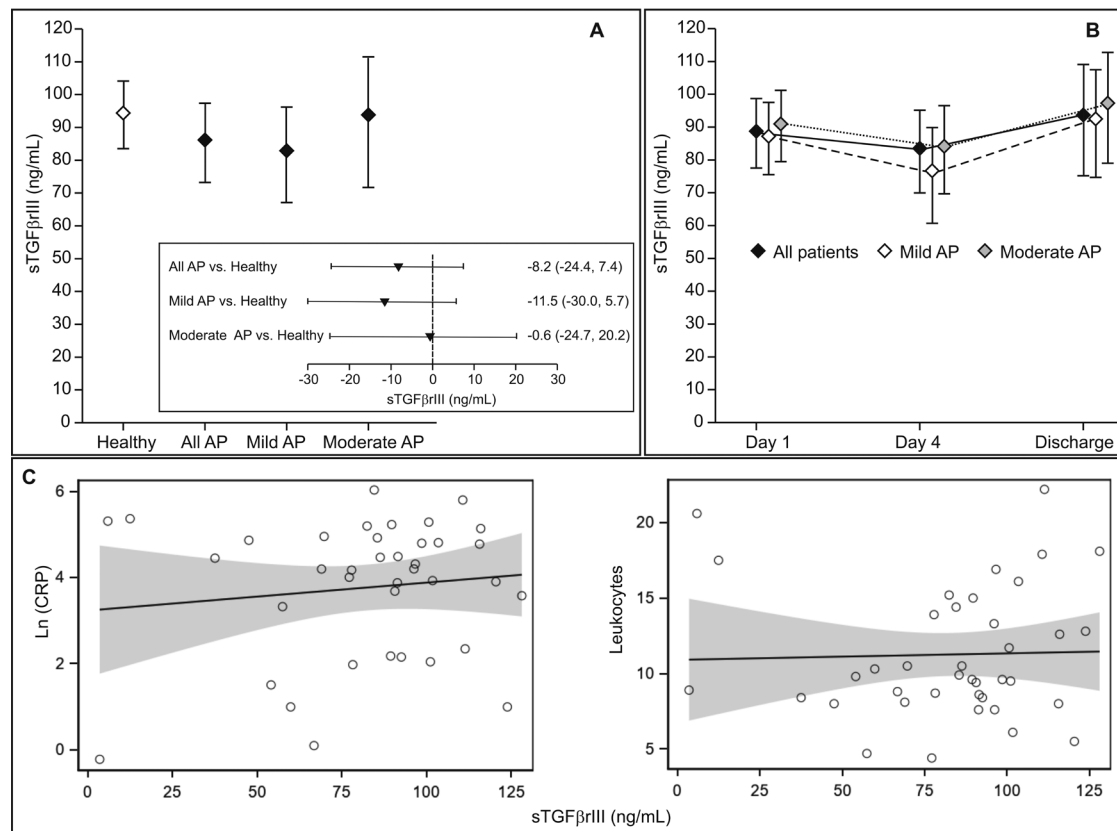 A
120
110
100
90
80
70
60
50
40
30
20
10
0
sTGFβrIII (ng/mL)
Healthy All AP Mild AP Moderate AP
All AP vs. Healthy -8.2 (-24.4, 7.4)
Mild AP vs. Healthy -11.5 (-30.0, 5.7)
Moderate AP vs. Healthy -0.6 (-24.7, 20.2)
-30 -20 -10 0 10 20 30
sTGFβrIII (ng/mL)
B
120
110
100
90
80
70
60
50
40
30
20
10
0
sTGFβrIII (ng/mL)
All patients Mild AP Moderate AP
Day 1 Day 4 Discharge
C
6
4
2
0
Ln (CRP)
0 25 50 75 100 125
20
15
10
5
Leukocytes
0 25 50 75 100 125
sTGFβrIII (ng/mL)